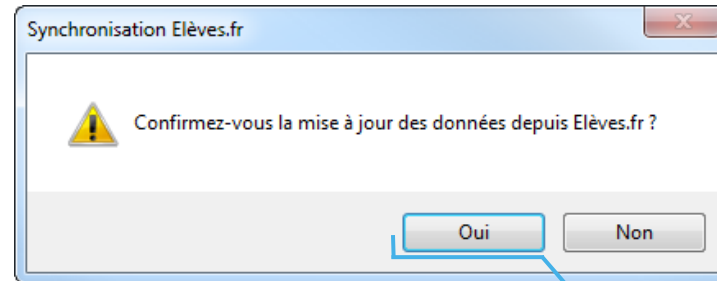 Synchronisation Elèves.fr
Confirmez-vous la mise à jour des données depuis Elèves.fr ?
Oui
Non